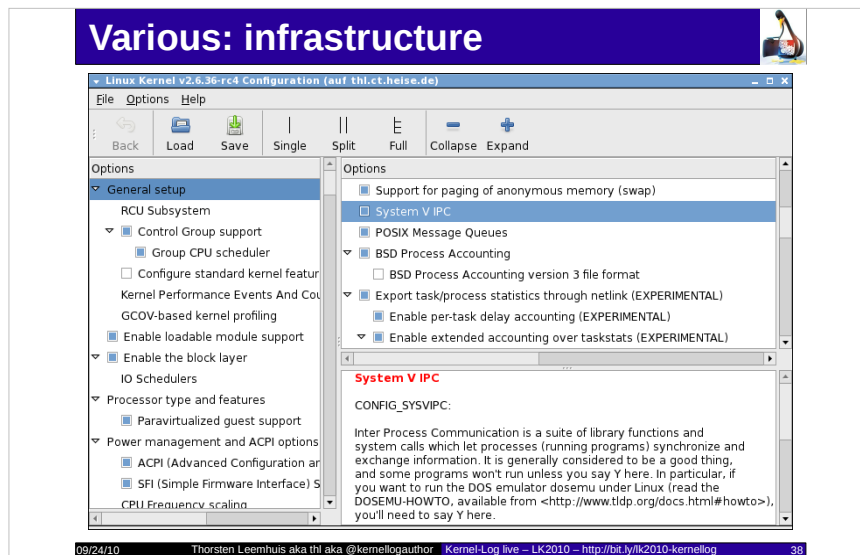 Various: infrastructure
Linux Kernel v2.6.36-rc4 Configuration (auf thl.ct.heise.de)
File Options Help
Back Load Save Single Split Full Collapse Expand
Options
General setup
RCU Subsystem
Control Group support
Group CPU scheduler
Configure standard kernel featur
Kernel Performance Events And Cou
GCOV-based kernel profiling
Enable loadable module support
Enable the block layer
IO Schedulers
Processor type and features
Paravirtualized guest support
Power management and ACPI options
ACPI (Advanced Configuration ar
SFI (Simple Firmware Interface) S
CPU Frequency scaling
Options
Support for paging of anonymous memory (swap)
System V IPC
POSIX Message Queues
BSD Process Accounting
BSD Process Accounting version 3 file format
Export task/process statistics through netlink (EXPERIMENTAL)
Enable per-task delay accounting (EXPERIMENTAL)
Enable extended accounting over taskstats (EXPERIMENTAL)
System V IPC
CONFIG_SYSVIPC:
Inter Process Communication is a suite of library functions and
system calls which let processes (running programs) synchronize and
exchange information. It is generally considered to be a good thing,
and some programs won't run unless you say Y here. In particular, if
you want to run the DOS emulator dosemu under Linux (read the
DOSEMU-HOWTO, available from <http://www.tldp.org/docs.html#howto>),
you'll need to say Y here.
09/24/10 Thorsten Leemhuis aka thl aka @kernellogauthor Kernel-Log live – LK2010 – http://bit.ly/lk2010-kernellog 38